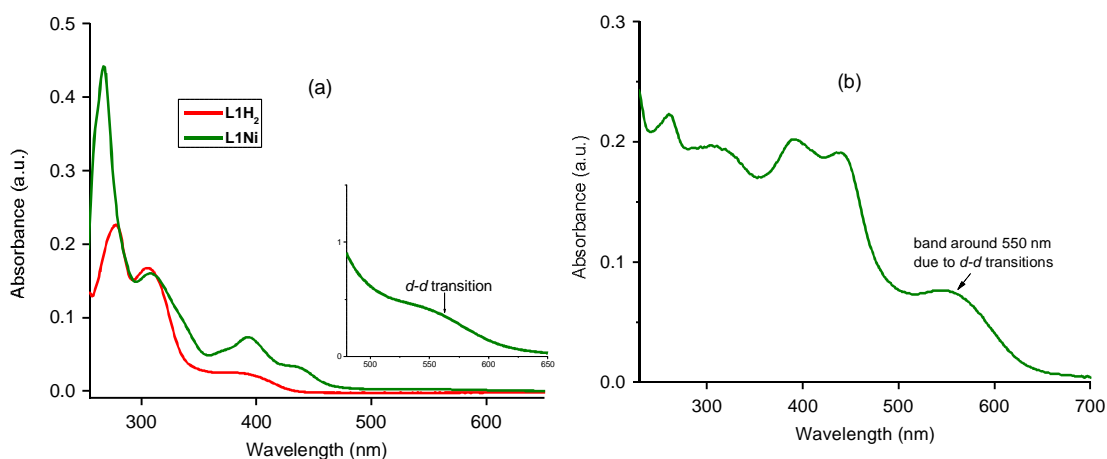 (a)
L1H₂
L1Ni
Absorbance (a.u.)
0.5
0.4
0.3
0.2
0.1
0.0
300
400
500
600
Wavelength (nm)
d-d transition
1
0
500
550
600
650
(b)
Absorbance (a.u.)
0.3
0.2
0.1
0.0
band around 550 nm
due to d-d transitions
300
400
500
600
700
Wavelength (nm)